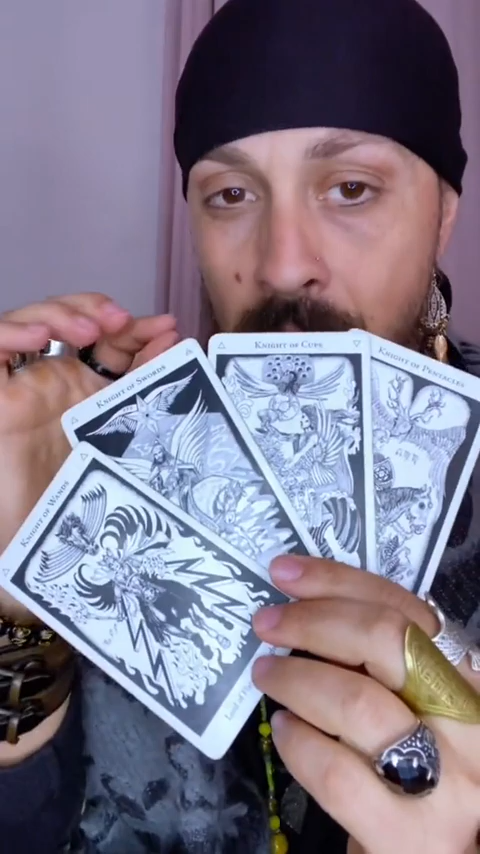 Knight of Wands
Knight of Swords
Knight of Cups
Knight of Pentacles